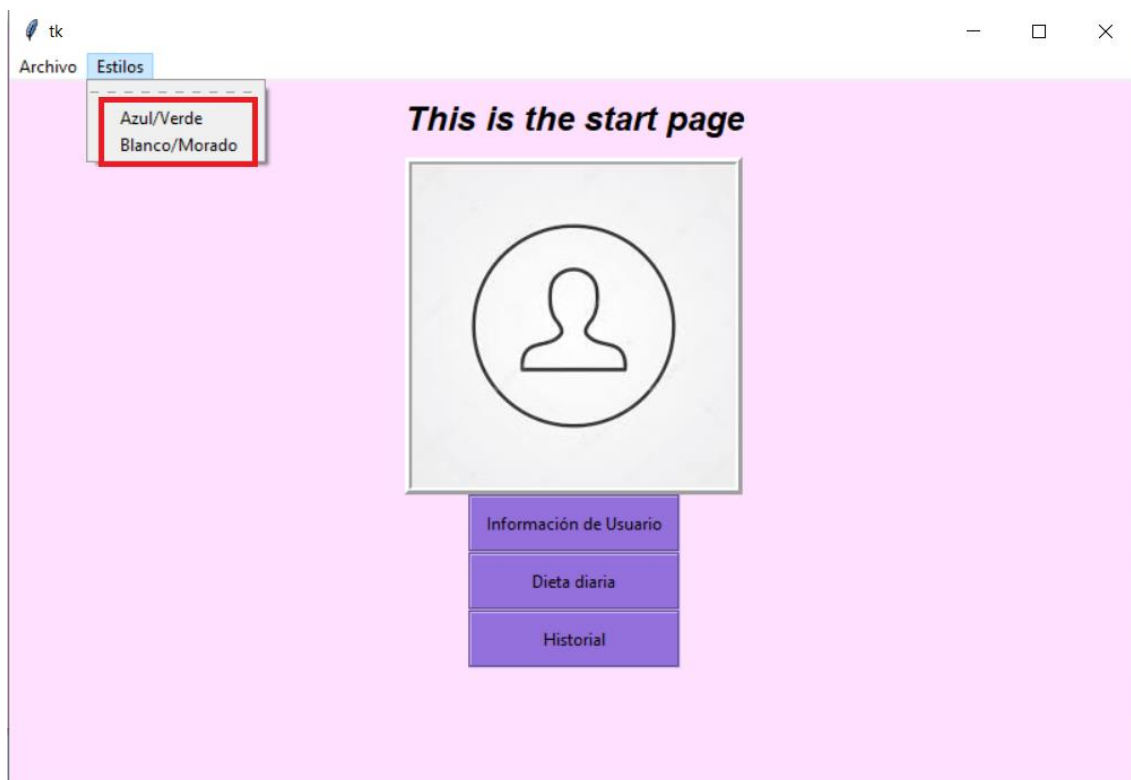 tk
Archivo Estilos
Azul/Verde
Blanco/Morado
This is the start page
Información de Usuario
Dieta diaria
Historial